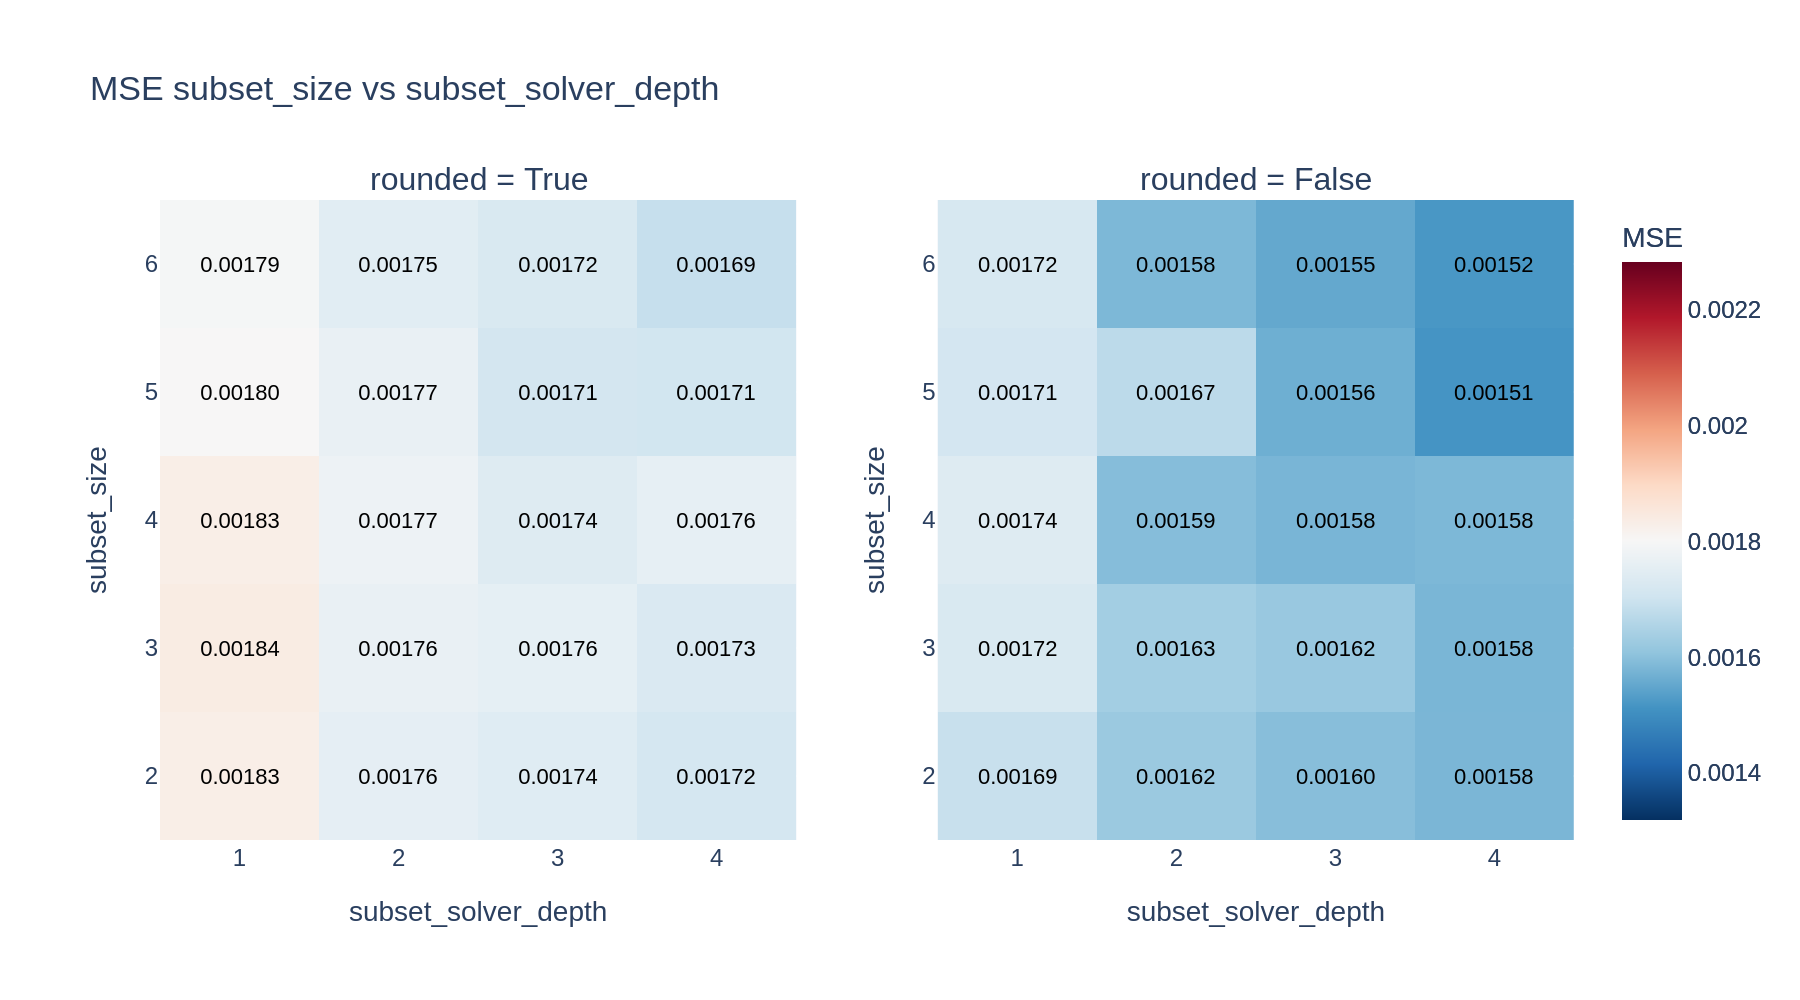 MSE subset_size vs subset_solver_depth
rounded = True
rounded = False
MSE
6 0.00179 0.00175 0.00172 0.00169
5 0.00180 0.00177 0.00171 0.00171
4 0.00183 0.00177 0.00174 0.00176
3 0.00184 0.00176 0.00176 0.00173
2 0.00183 0.00176 0.00174 0.00172
1 2 3 4
subset_size
subset_solver_depth
6 0.00172 0.00158 0.00155 0.00152
5 0.00171 0.00167 0.00156 0.00151
4 0.00174 0.00159 0.00158 0.00158
3 0.00172 0.00163 0.00162 0.00158
2 0.00169 0.00162 0.00160 0.00158
1 2 3 4
subset_size
subset_solver_depth
0.0022
0.002
0.0018
0.0016
0.0014